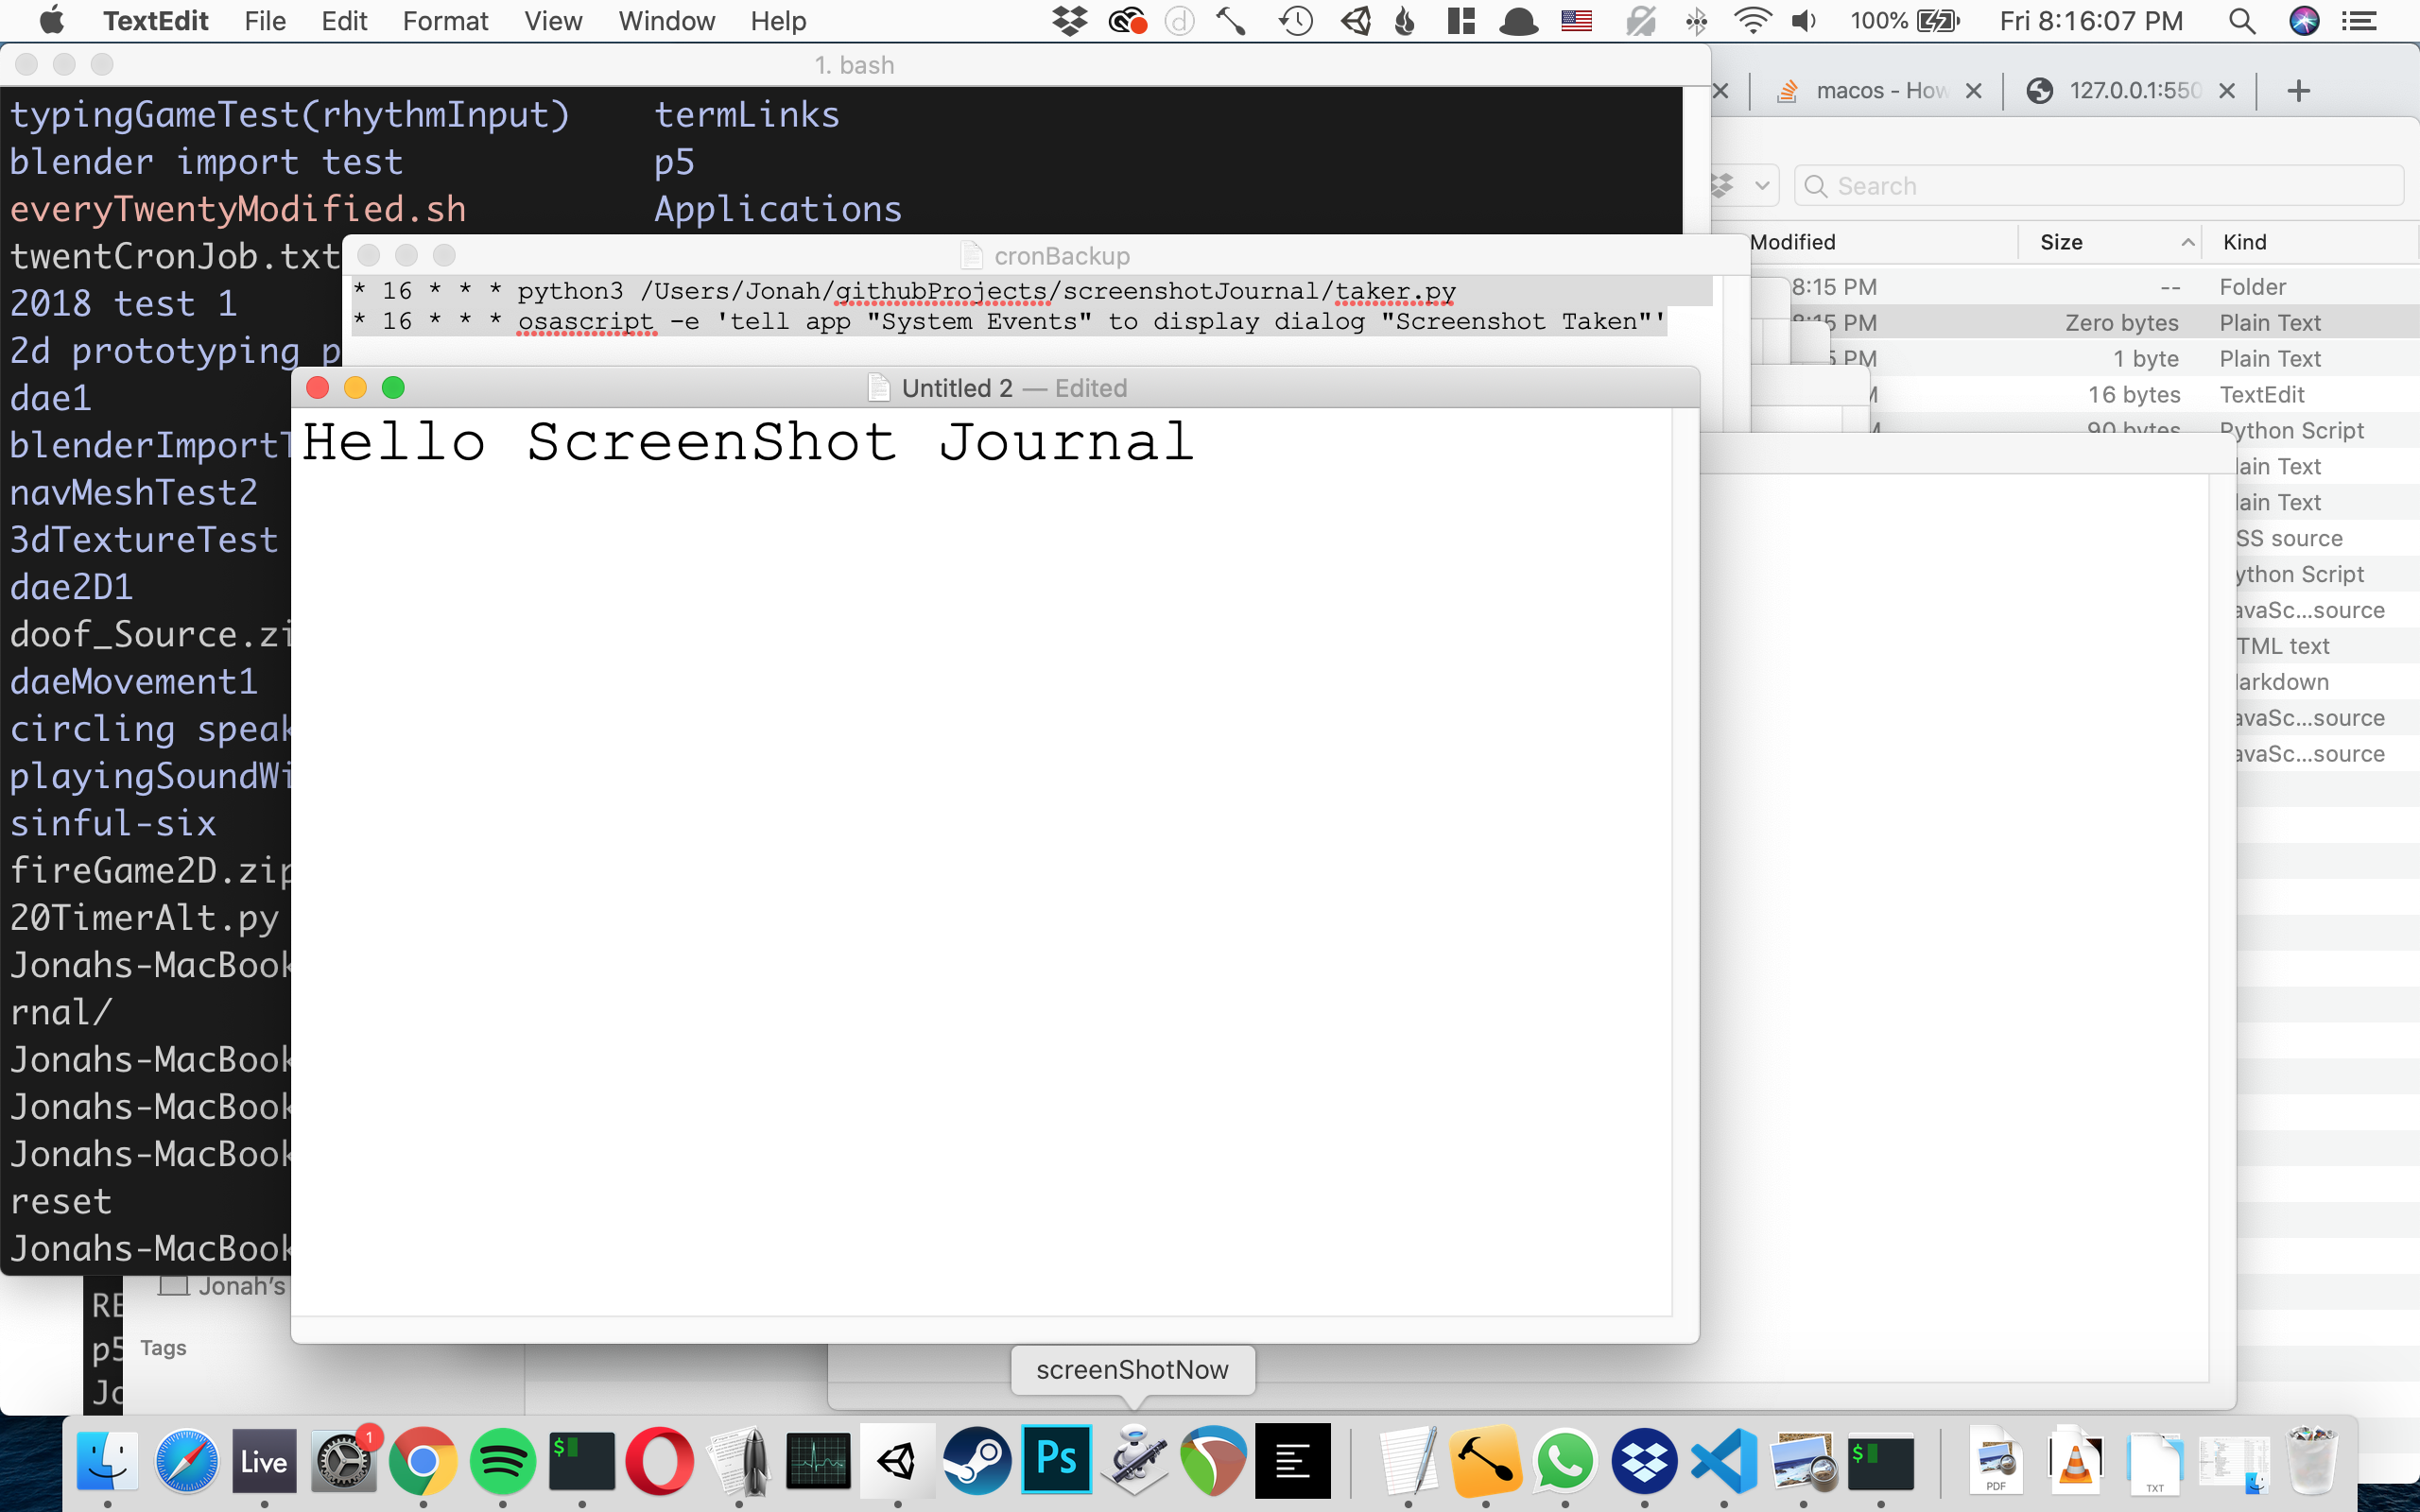 TextEdit File Edit Format View Window Help 100% Fri 8:16:07 PM
1. bash
macos - How
127.0.0.1:550
typingGameTest(rhythmInput) termLinks
blender import test p5
everyTwentyModified.sh Applications
twentCronJob.txt
2018 test 1
2d prototyping p
dae1
blenderImportT
navMeshTest2
3dTextureTest
dae2D1
doof_Source.zi
daeMovement1
circling speak
playingSoundWi
sinful-six
fireGame2D.zip
20TimerAlt.py
Jonahs-MacBook
rnal/
Jonahs-MacBook
Jonahs-MacBook
Jonahs-MacBook
reset
Jonahs-MacBook
cronBackup
* 16 * * * python3 /Users/Jonah/githubProjects/screenshotJournal/taker.py
* 16 * * * osascript -e 'tell app "System Events" to display dialog "Screenshot Taken"'
Untitled 2 — Edited
Hello ScreenShot Journal
Search
Modified Size Kind
8:15 PM -- Folder
8:15 PM Zero bytes Plain Text
5 PM 1 byte Plain Text
M 16 bytes TextEdit
M 90 bytes Python Script
lain Text
lain Text
SS source
ython Script
avaSc...source
TML text
arkdown
avaSc...source
avaSc...source
RE
p5
Jo
Jonah's
Tags
screenShotNow
Live
1
$
Ps
$
PDF
TXT